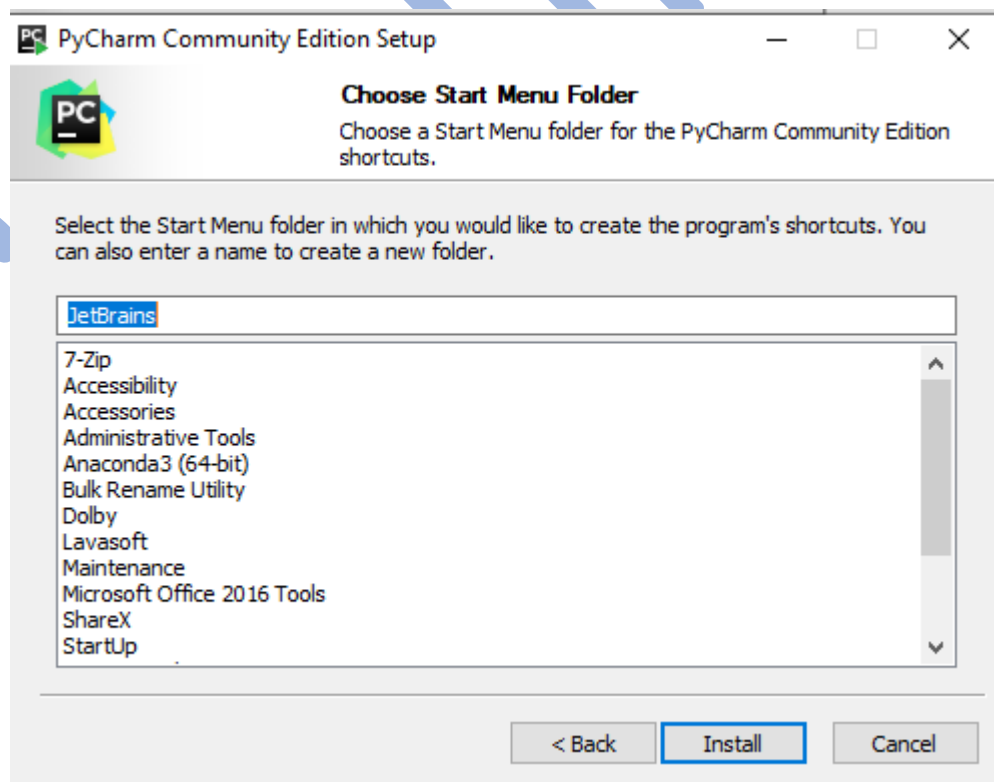 PyCharm Community Edition Setup
PC
Choose Start Menu Folder
Choose a Start Menu folder for the PyCharm Community Edition
shortcuts.
Select the Start Menu folder in which you would like to create the program's shortcuts. You
can also enter a name to create a new folder.
JetBrains
7-Zip
Accessibility
Accessories
Administrative Tools
Anaconda3 (64-bit)
Bulk Rename Utility
Dolby
Lavasoft
Maintenance
Microsoft Office 2016 Tools
ShareX
StartUp
< Back Install Cancel